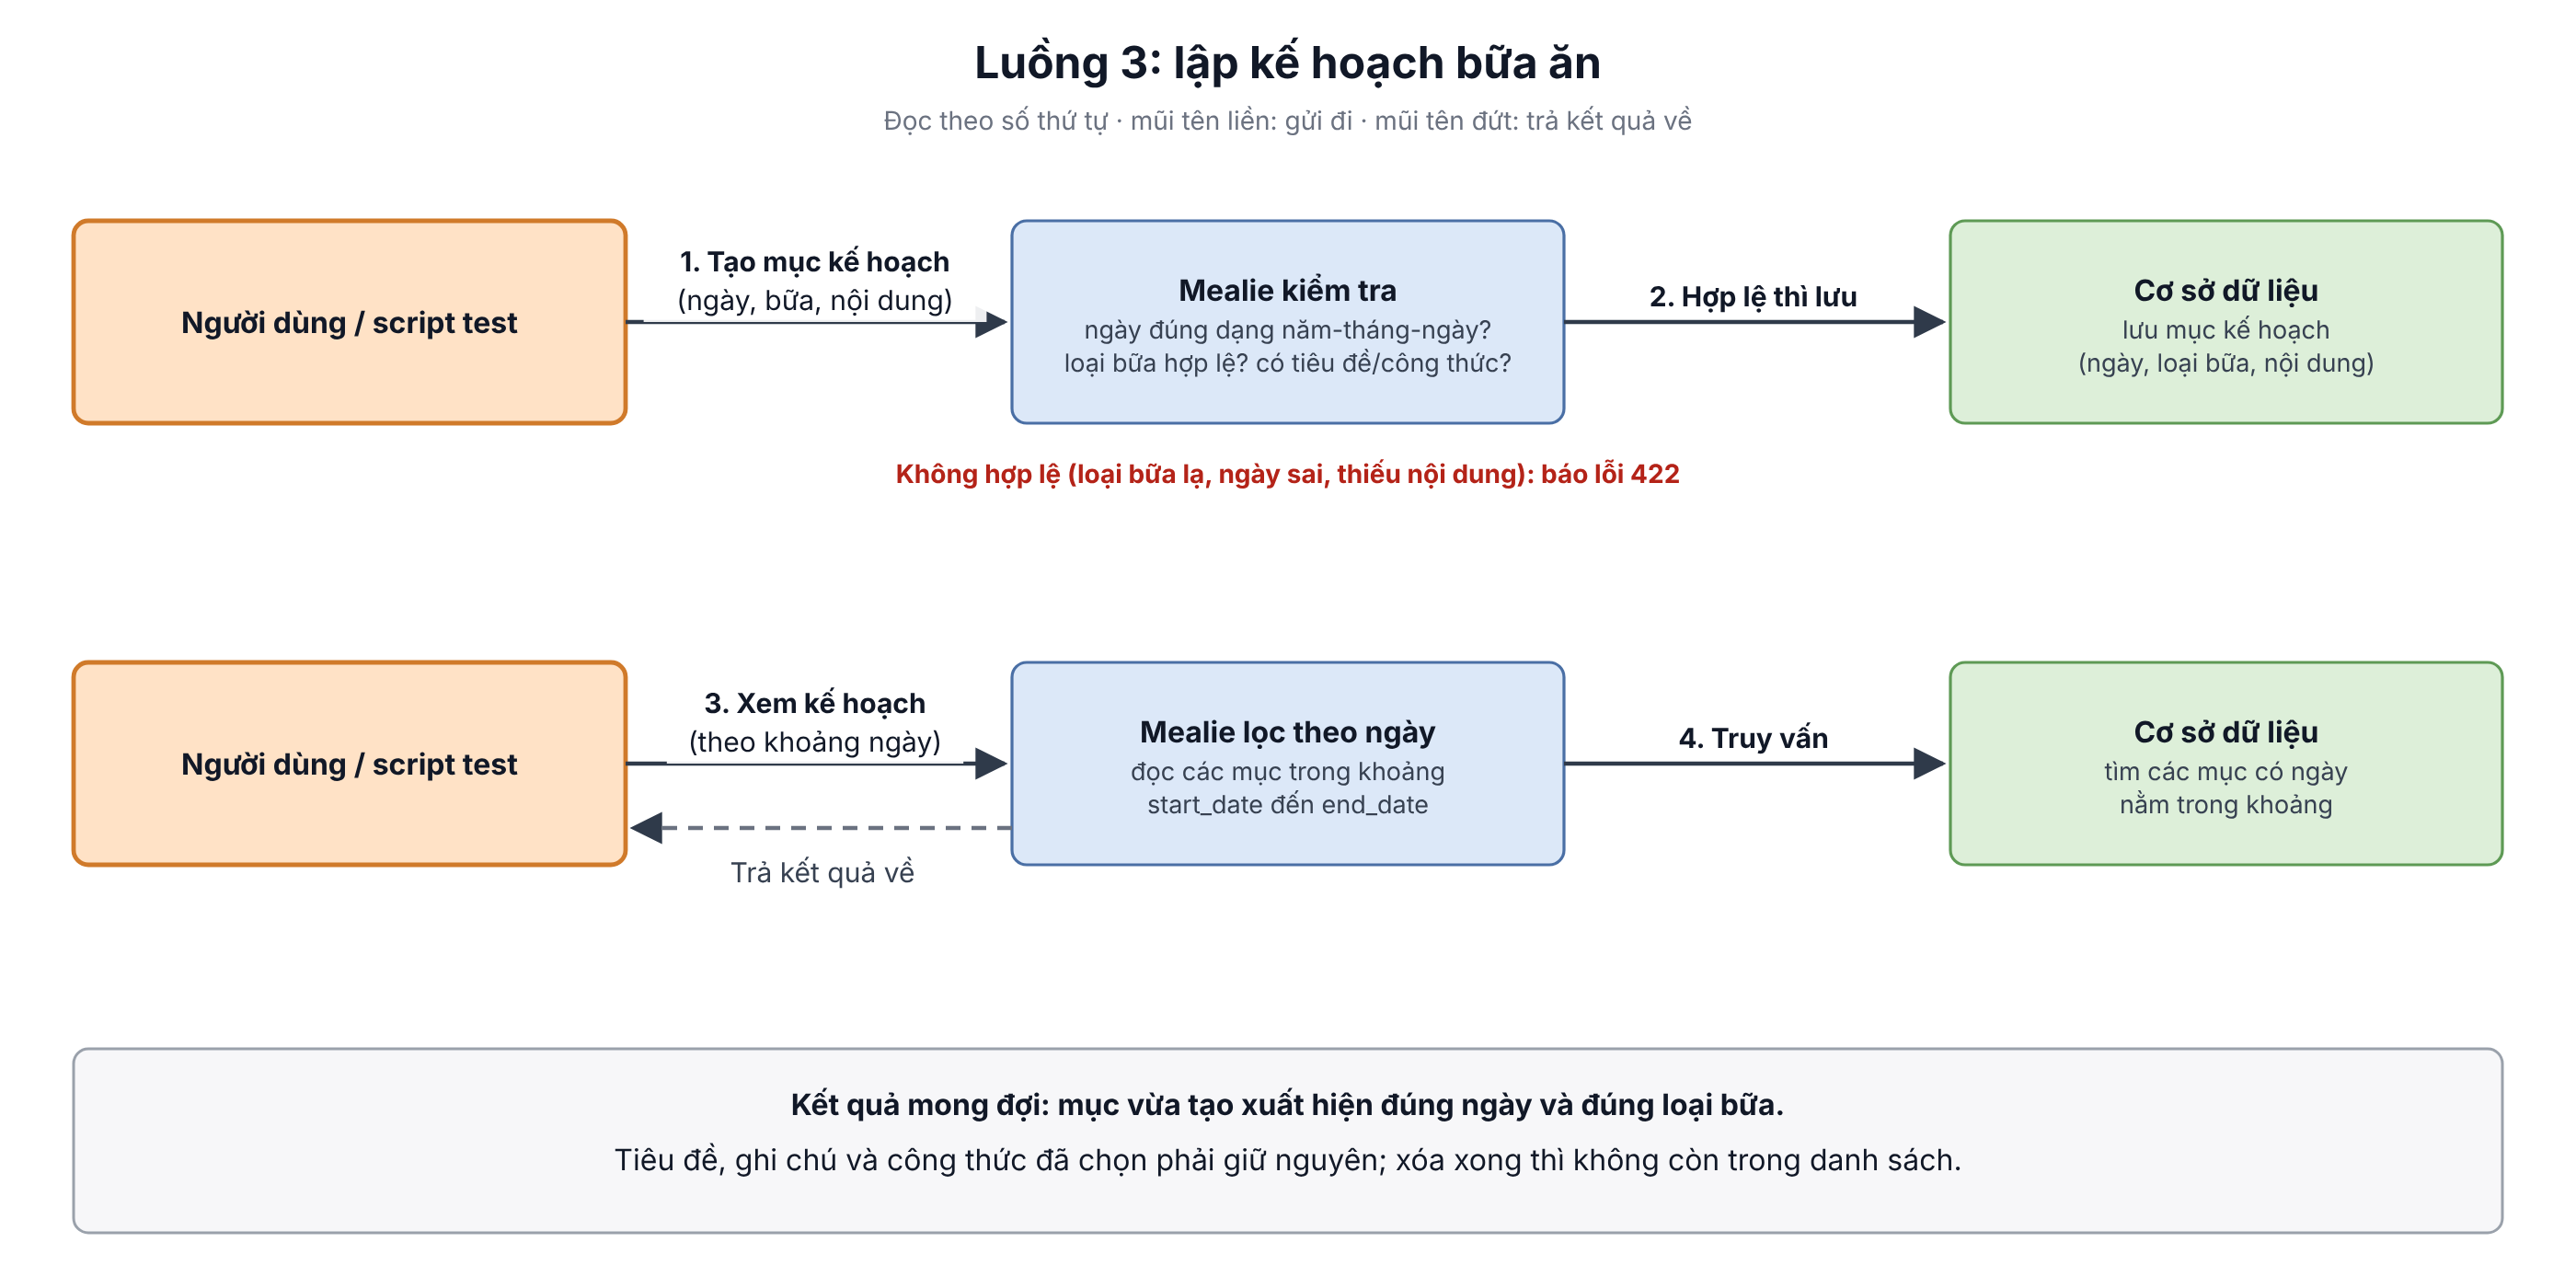 Luồng 3: lập kế hoạch bữa ăn
Đọc theo số thứ tự · mũi tên liền: gửi đi · mũi tên đứt: trả kết quả về
Người dùng / script test
1. Tạo mục kế hoạch
(ngày, bữa, nội dung)
Mealie kiểm tra
ngày đúng dạng năm-tháng-ngày?
loại bữa hợp lệ? có tiêu đề/công thức?
2. Hợp lệ thì lưu
Cơ sở dữ liệu
lưu mục kế hoạch
(ngày, loại bữa, nội dung)
Không hợp lệ (loại bữa lạ, ngày sai, thiếu nội dung): báo lỗi 422
Người dùng / script test
3. Xem kế hoạch
(theo khoảng ngày)
Trả kết quả về
Mealie lọc theo ngày
đọc các mục trong khoảng
start_date đến end_date
4. Truy vấn
Cơ sở dữ liệu
tìm các mục có ngày
nằm trong khoảng
Kết quả mong đợi: mục vừa tạo xuất hiện đúng ngày và đúng loại bữa.
Tiêu đề, ghi chú và công thức đã chọn phải giữ nguyên; xóa xong thì không còn trong danh sách.